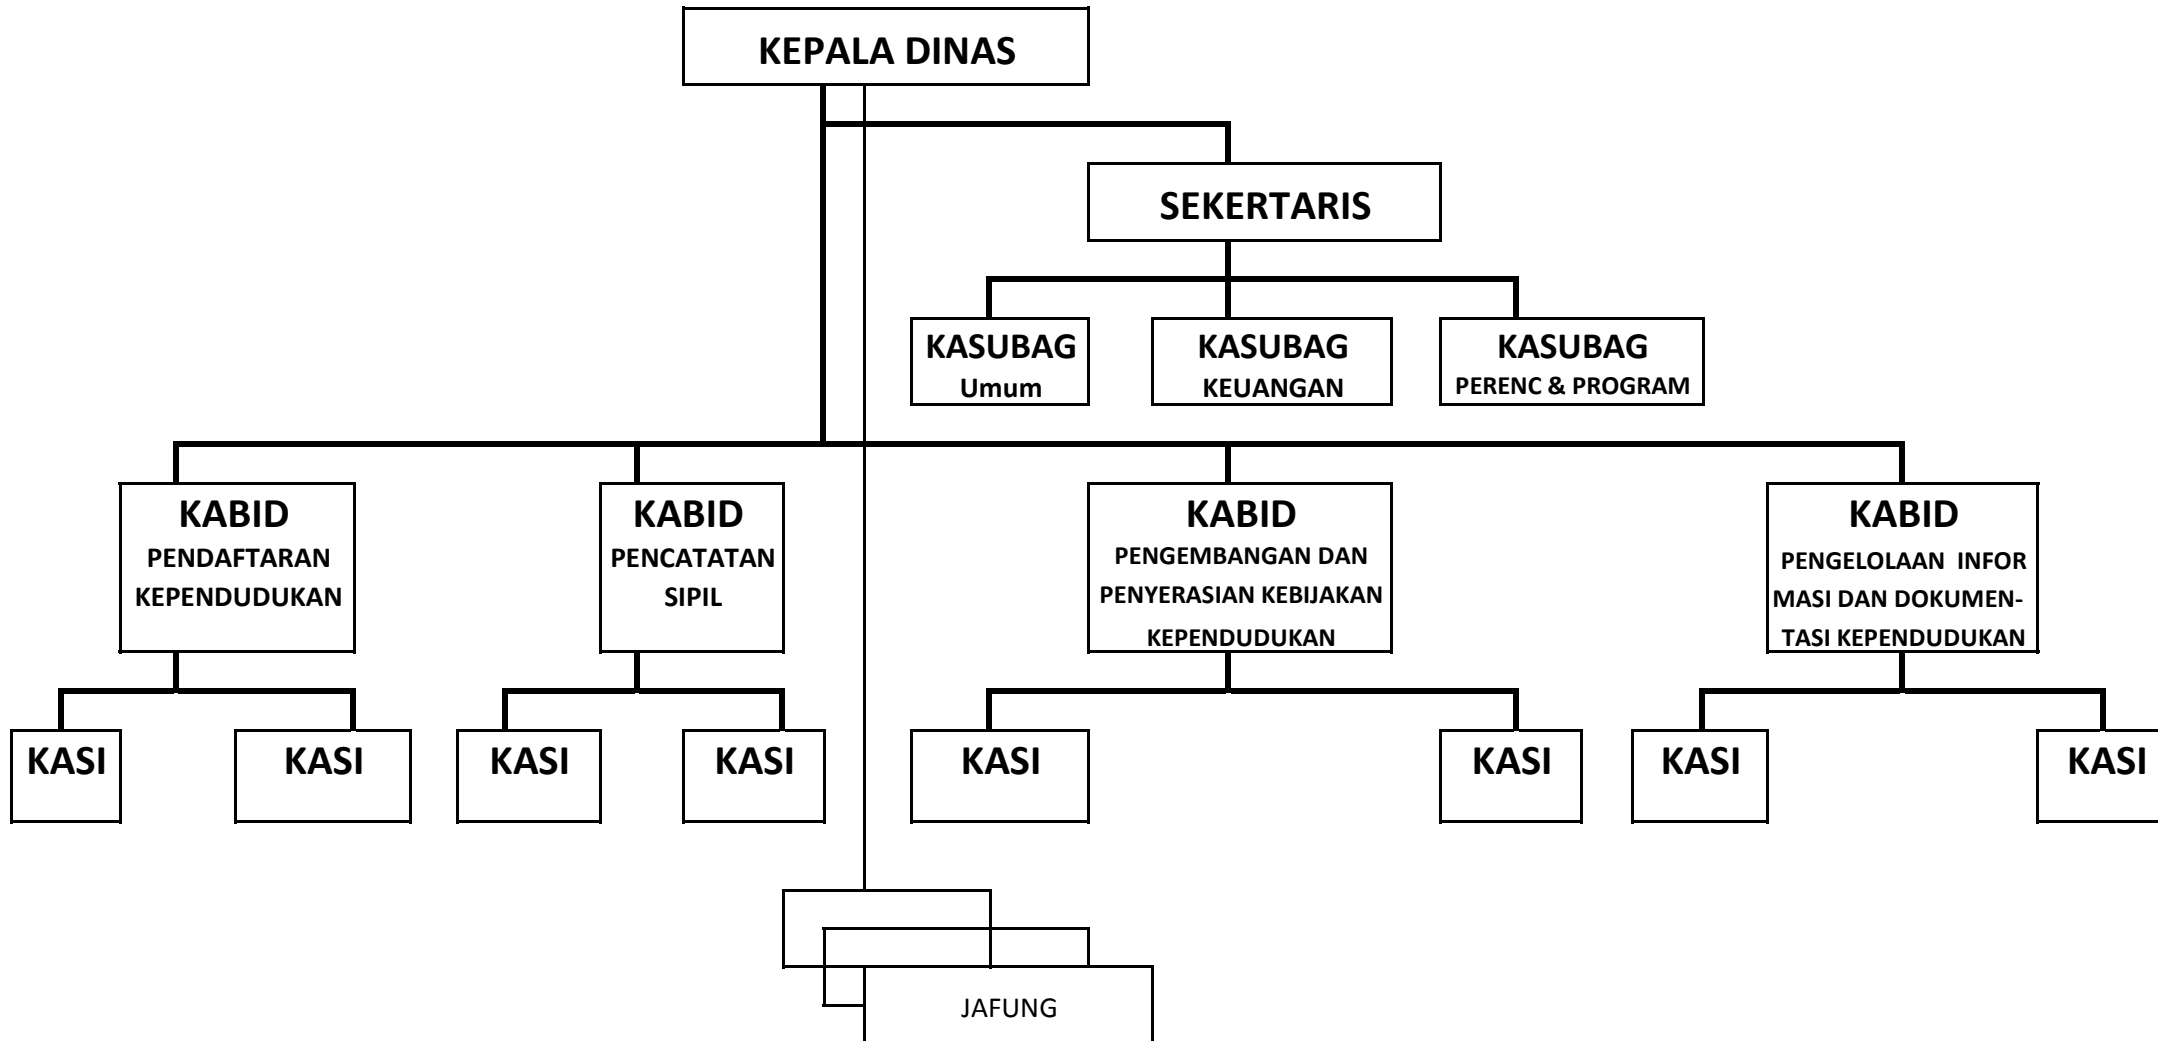 KEPALA DINAS
SEKERTARIS
KASUBAG
Umum
KASUBAG
KEUANGAN
KASUBAG
PERENC & PROGRAM
KABID
PENDAFTARAN
KEPENDUDUKAN
KABID
PENCATATAN
SIPIL
KABID
PENGEMBANGAN DAN
PENYERASIAN KEBIJAKAN
KEPENDUDUKAN
KABID
PENGELOLAAN  INFOR
MASI DAN DOKUMEN-
TASI KEPENDUDUKAN
KASI
KASI
KASI
KASI
KASI
KASI
KASI
KASI
JAFUNG